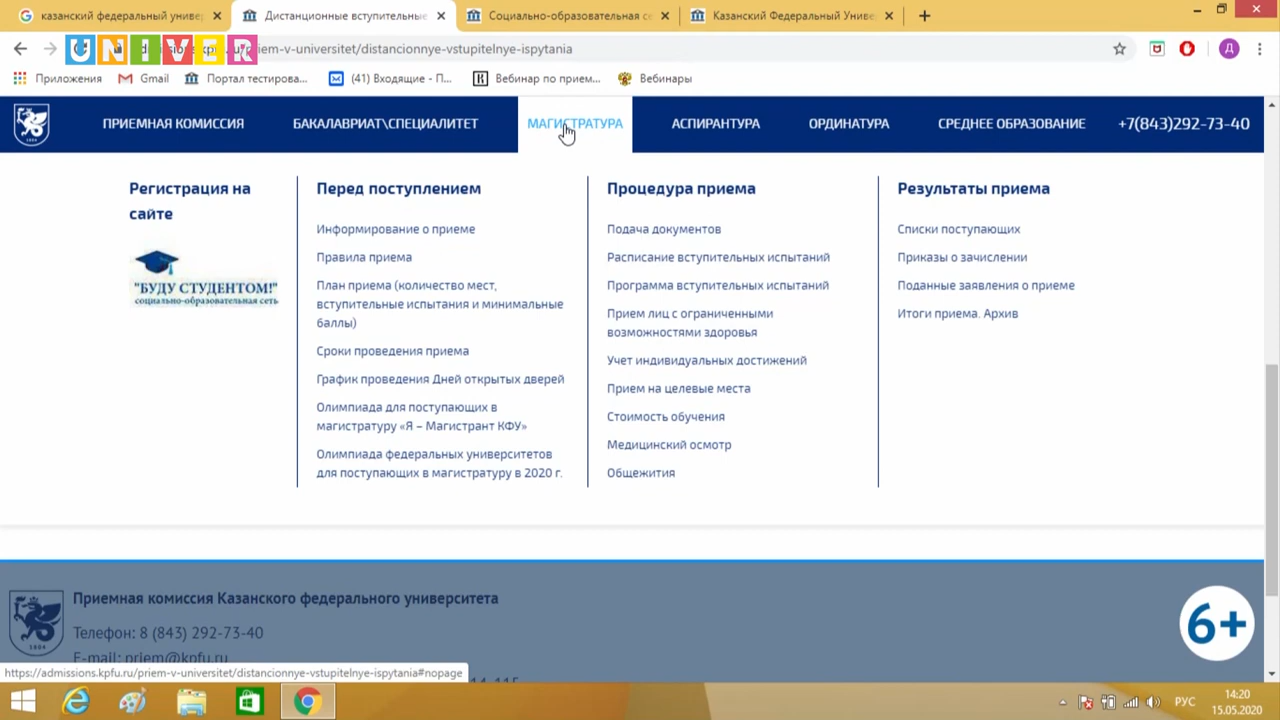 казанский федеральный униве
Дистанционные вступительные
Социально-образовательная се
Казанский Федеральный Униве
UNIVER
/priem-v-universitet/distancionnye-vstupitelnye-ispytania
Приложения
Gmail
Портал тестирова...
(41) Входящие - П...
Вебинар по прием...
Вебинары
ПРИЕМНАЯ КОМИССИЯ
БАКАЛАВРИАТ\СПЕЦИАЛИТЕТ
МАГИСТРАТУРА
АСПИРАНТУРА
ОРДИНАТУРА
СРЕДНЕЕ ОБРАЗОВАНИЕ
+7(843)292-73-40
Регистрация на
сайте
"БУДУ СТУДЕНТОМ!"
социально-образовательная сеть
Перед поступлением
Информирование о приеме
Правила приема
План приема (количество мест,
вступительные испытания и минимальные
баллы)
Сроки проведения приема
График проведения Дней открытых дверей
Олимпиада для поступающих в
магистратуру «Я – Магистрант КФУ»
Олимпиада федеральных университетов
для поступающих в магистратуру в 2020 г.
Процедура приема
Подача документов
Расписание вступительных испытаний
Программа вступительных испытаний
Прием лиц с ограниченными
возможностями здоровья
Учет индивидуальных достижений
Прием на целевые места
Стоимость обучения
Медицинский осмотр
Общежития
Результаты приема
Списки поступающих
Приказы о зачислении
Поданные заявления о приеме
Итоги приема. Архив
Приемная комиссия Казанского федерального университета
Телефон: 8 (843) 292-73-40
E-mail: priem@kpfu.ru
6+
https://admissions.kpfu.ru/priem-v-universitet/distancionnye-vstupitelnye-ispytania#nopage
РУС
14:20
15.05.2020